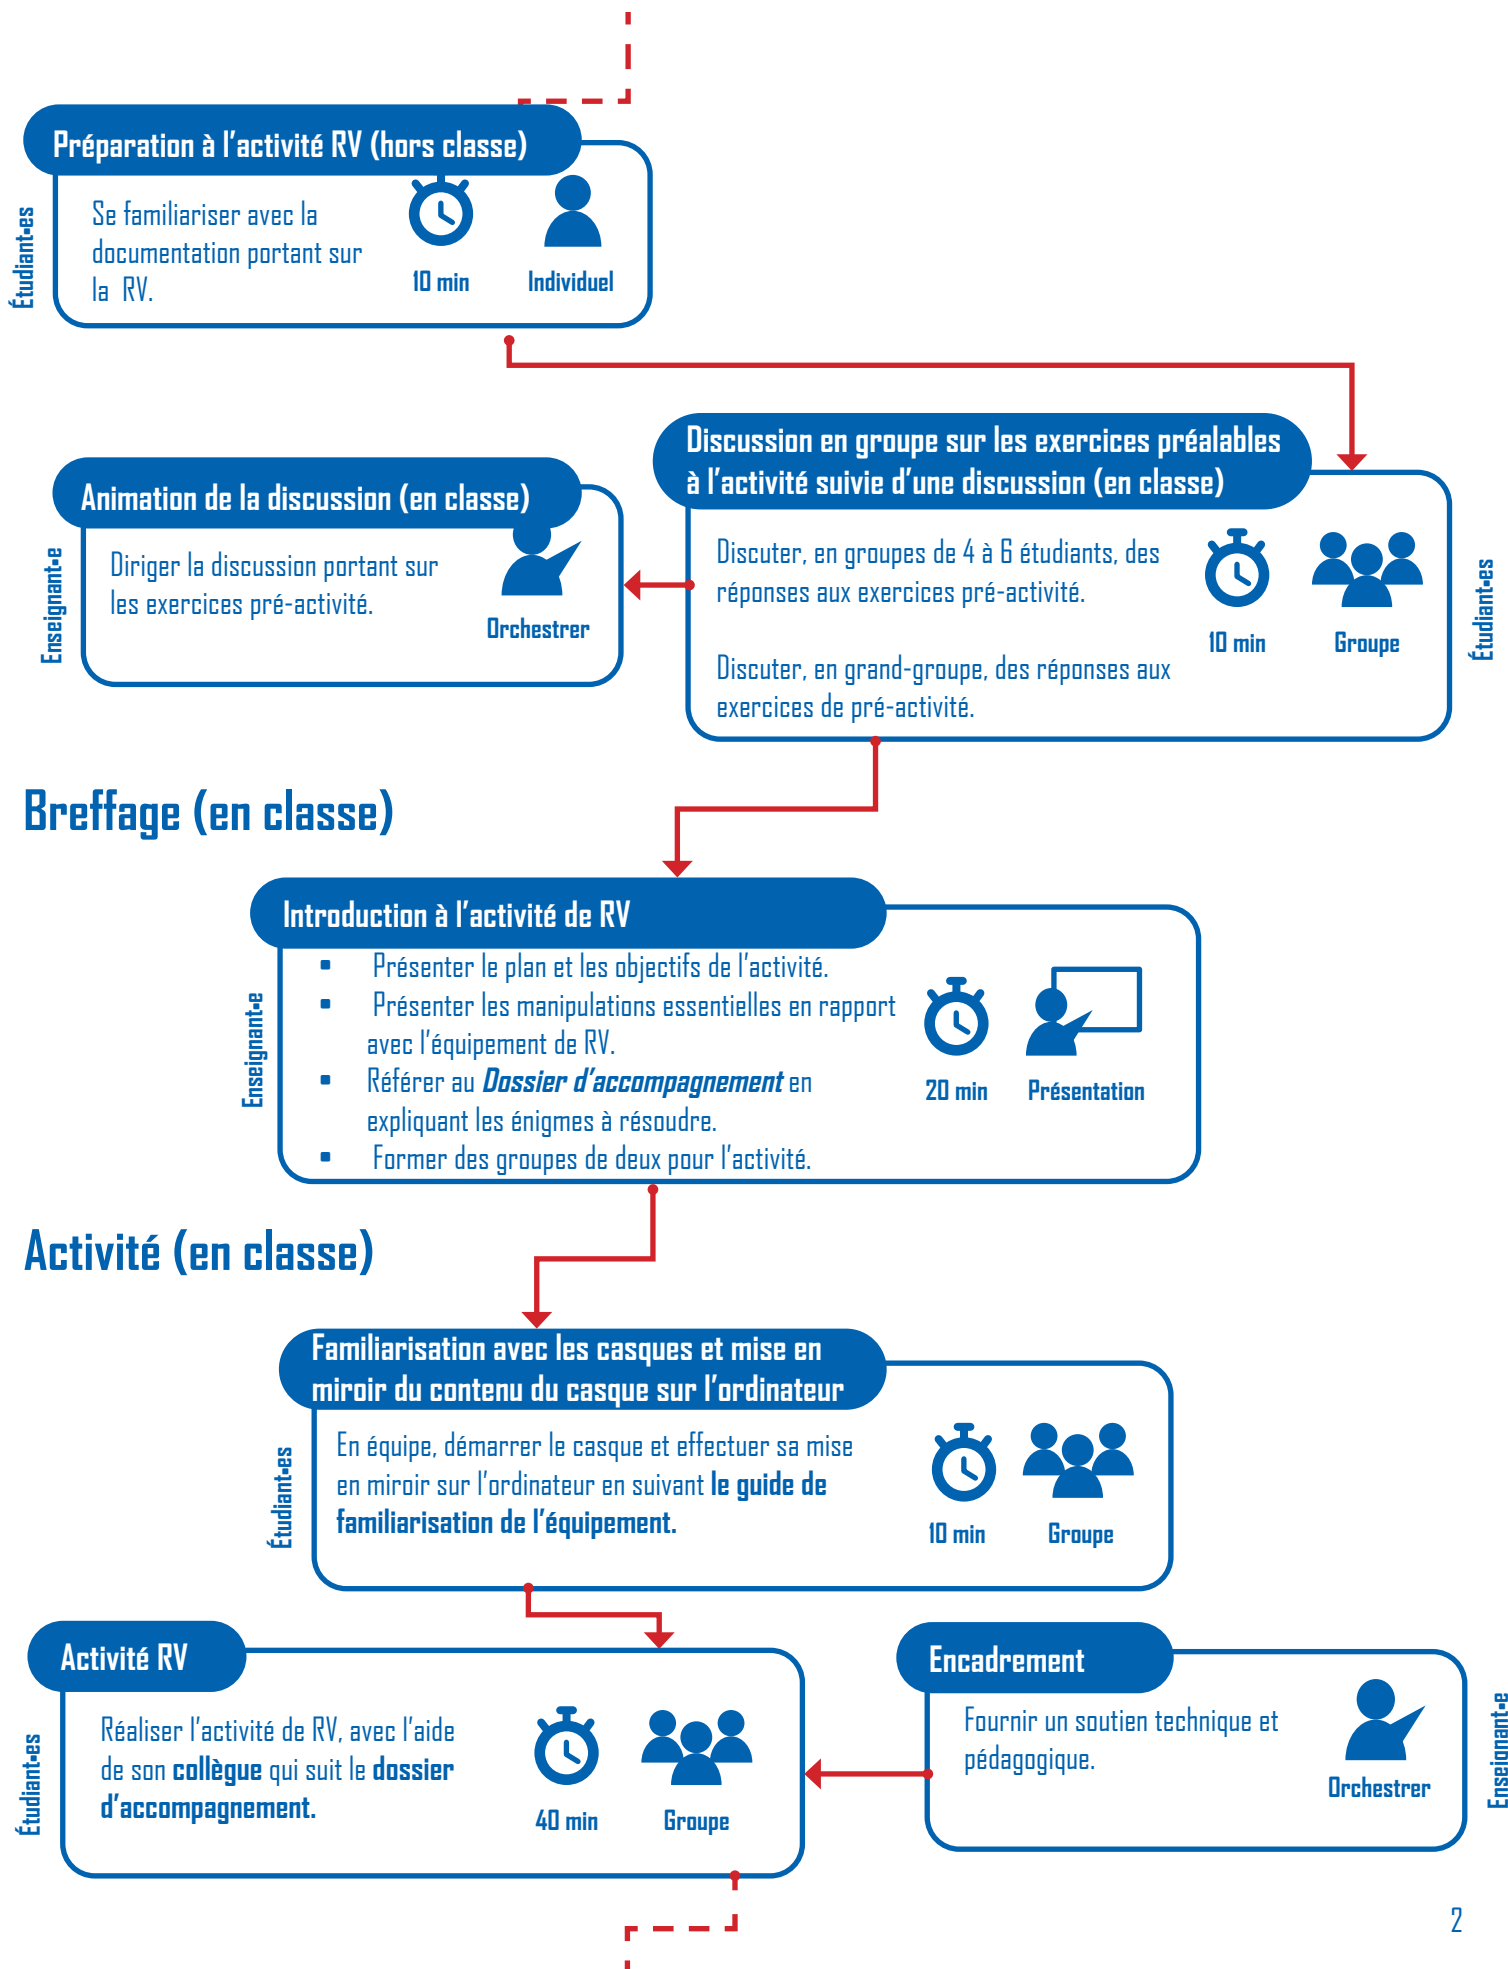 Préparation à l’activité RV (hors classe)
Étudiant•es
Se familiariser avec la
documentation portant sur
la RV.
10 min
Individuel
Discussion en groupe sur les exercices préalables
à l’activité suivie d’une discussion (en classe)
Discuter, en groupes de 4 à 6 étudiants, des
réponses aux exercices pré-activité.
Discuter, en grand-groupe, des réponses aux
exercices de pré-activité.
10 min
Groupe
Étudiant•es
Animation de la discussion (en classe)
Enseignant•e
Diriger la discussion portant sur
les exercices pré-activité.
Orchestrer
Breffage (en classe)
Introduction à l’activité de RV
Enseignant•e
▪ Présenter le plan et les objectifs de l’activité.
▪ Présenter les manipulations essentielles en rapport
avec l’équipement de RV.
▪ Référer au Dossier d’accompagnement en
expliquant les énigmes à résoudre.
▪ Former des groupes de deux pour l’activité.
20 min
Présentation
Activité (en classe)
Familiarisation avec les casques et mise en
miroir du contenu du casque sur l’ordinateur
Étudiant•es
En équipe, démarrer le casque et effectuer sa mise
en miroir sur l’ordinateur en suivant le guide de
familiarisation de l’équipement.
10 min
Groupe
Activité RV
Étudiant•es
Réaliser l’activité de RV, avec l’aide
de son collègue qui suit le dossier
d’accompagnement.
40 min
Groupe
Encadrement
Fournir un soutien technique et
pédagogique.
Orchestrer
Enseignant•e
2